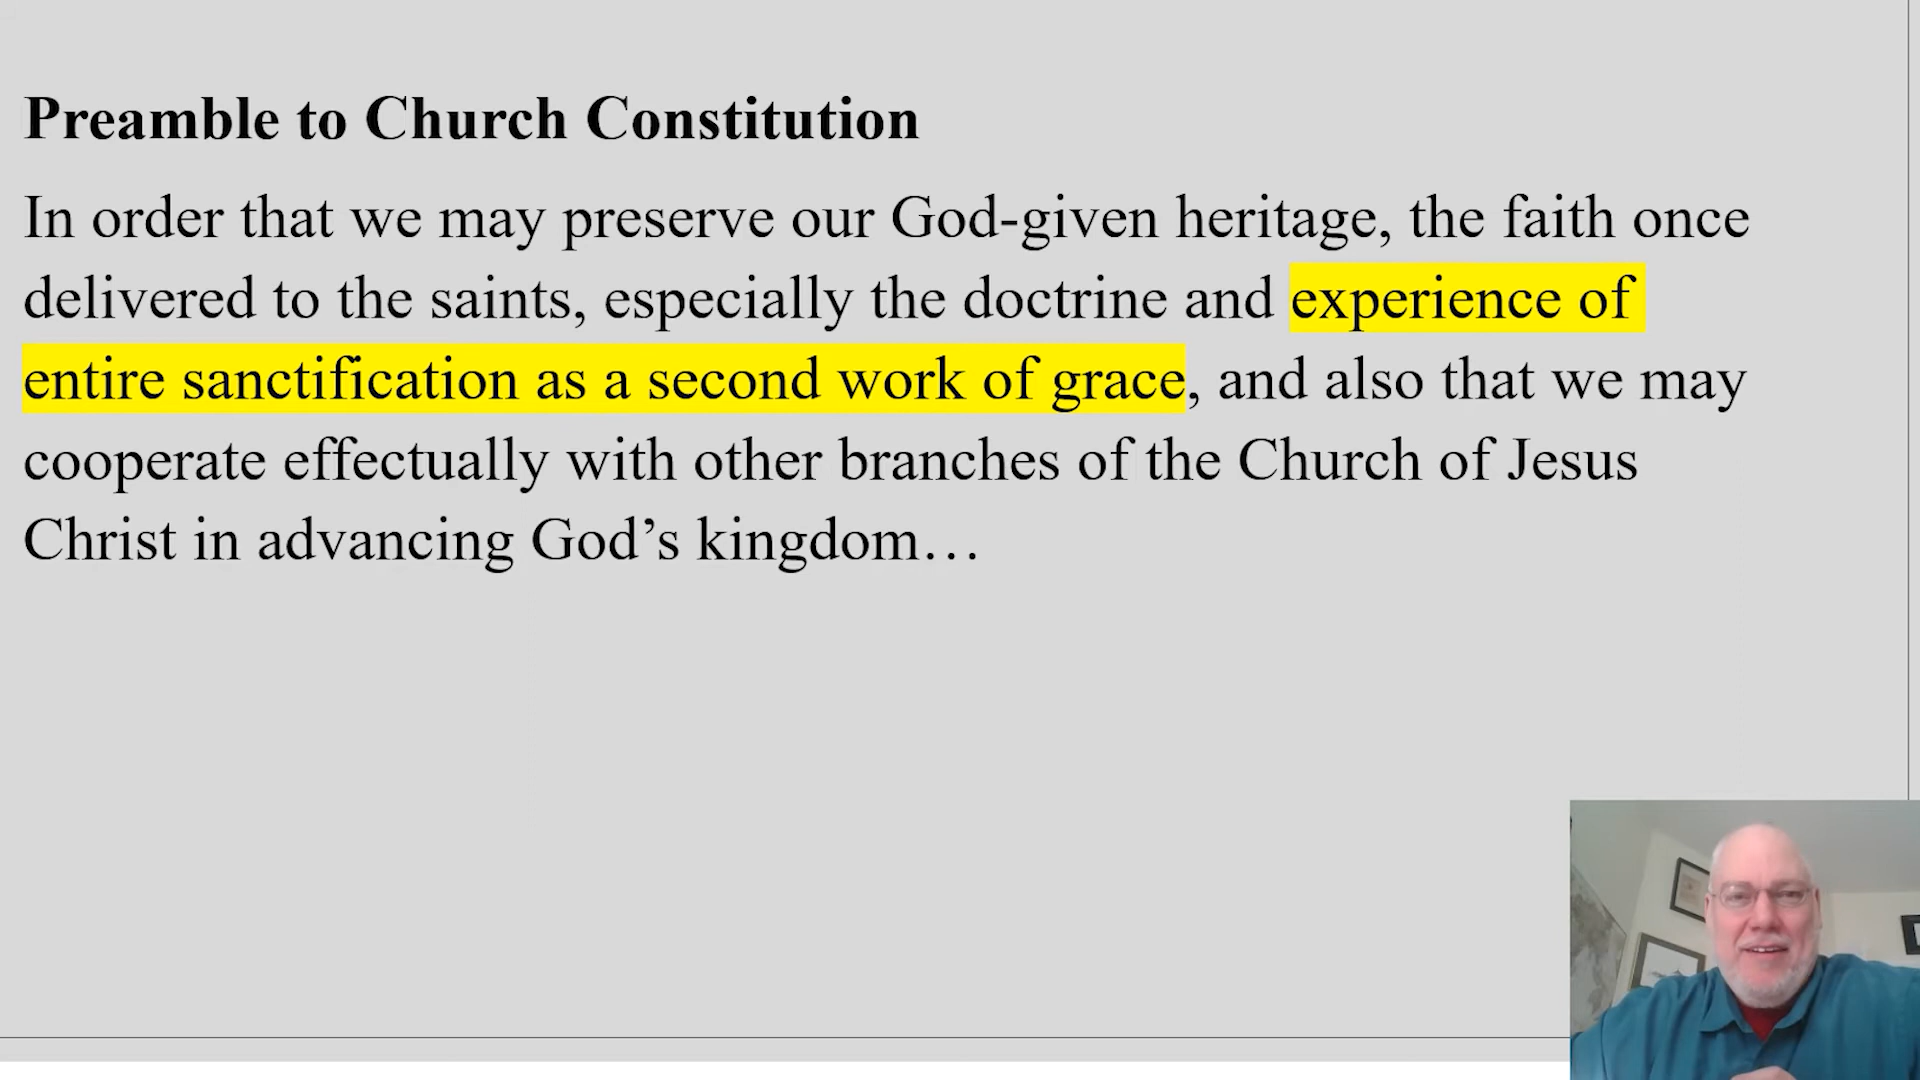 Preamble to Church Constitution
In order that we may preserve our God-given heritage, the faith once
delivered to the saints, especially the doctrine and experience of
entire sanctification as a second work of grace, and also that we may
cooperate effectually with other branches of the Church of Jesus
Christ in advancing God’s kingdom…